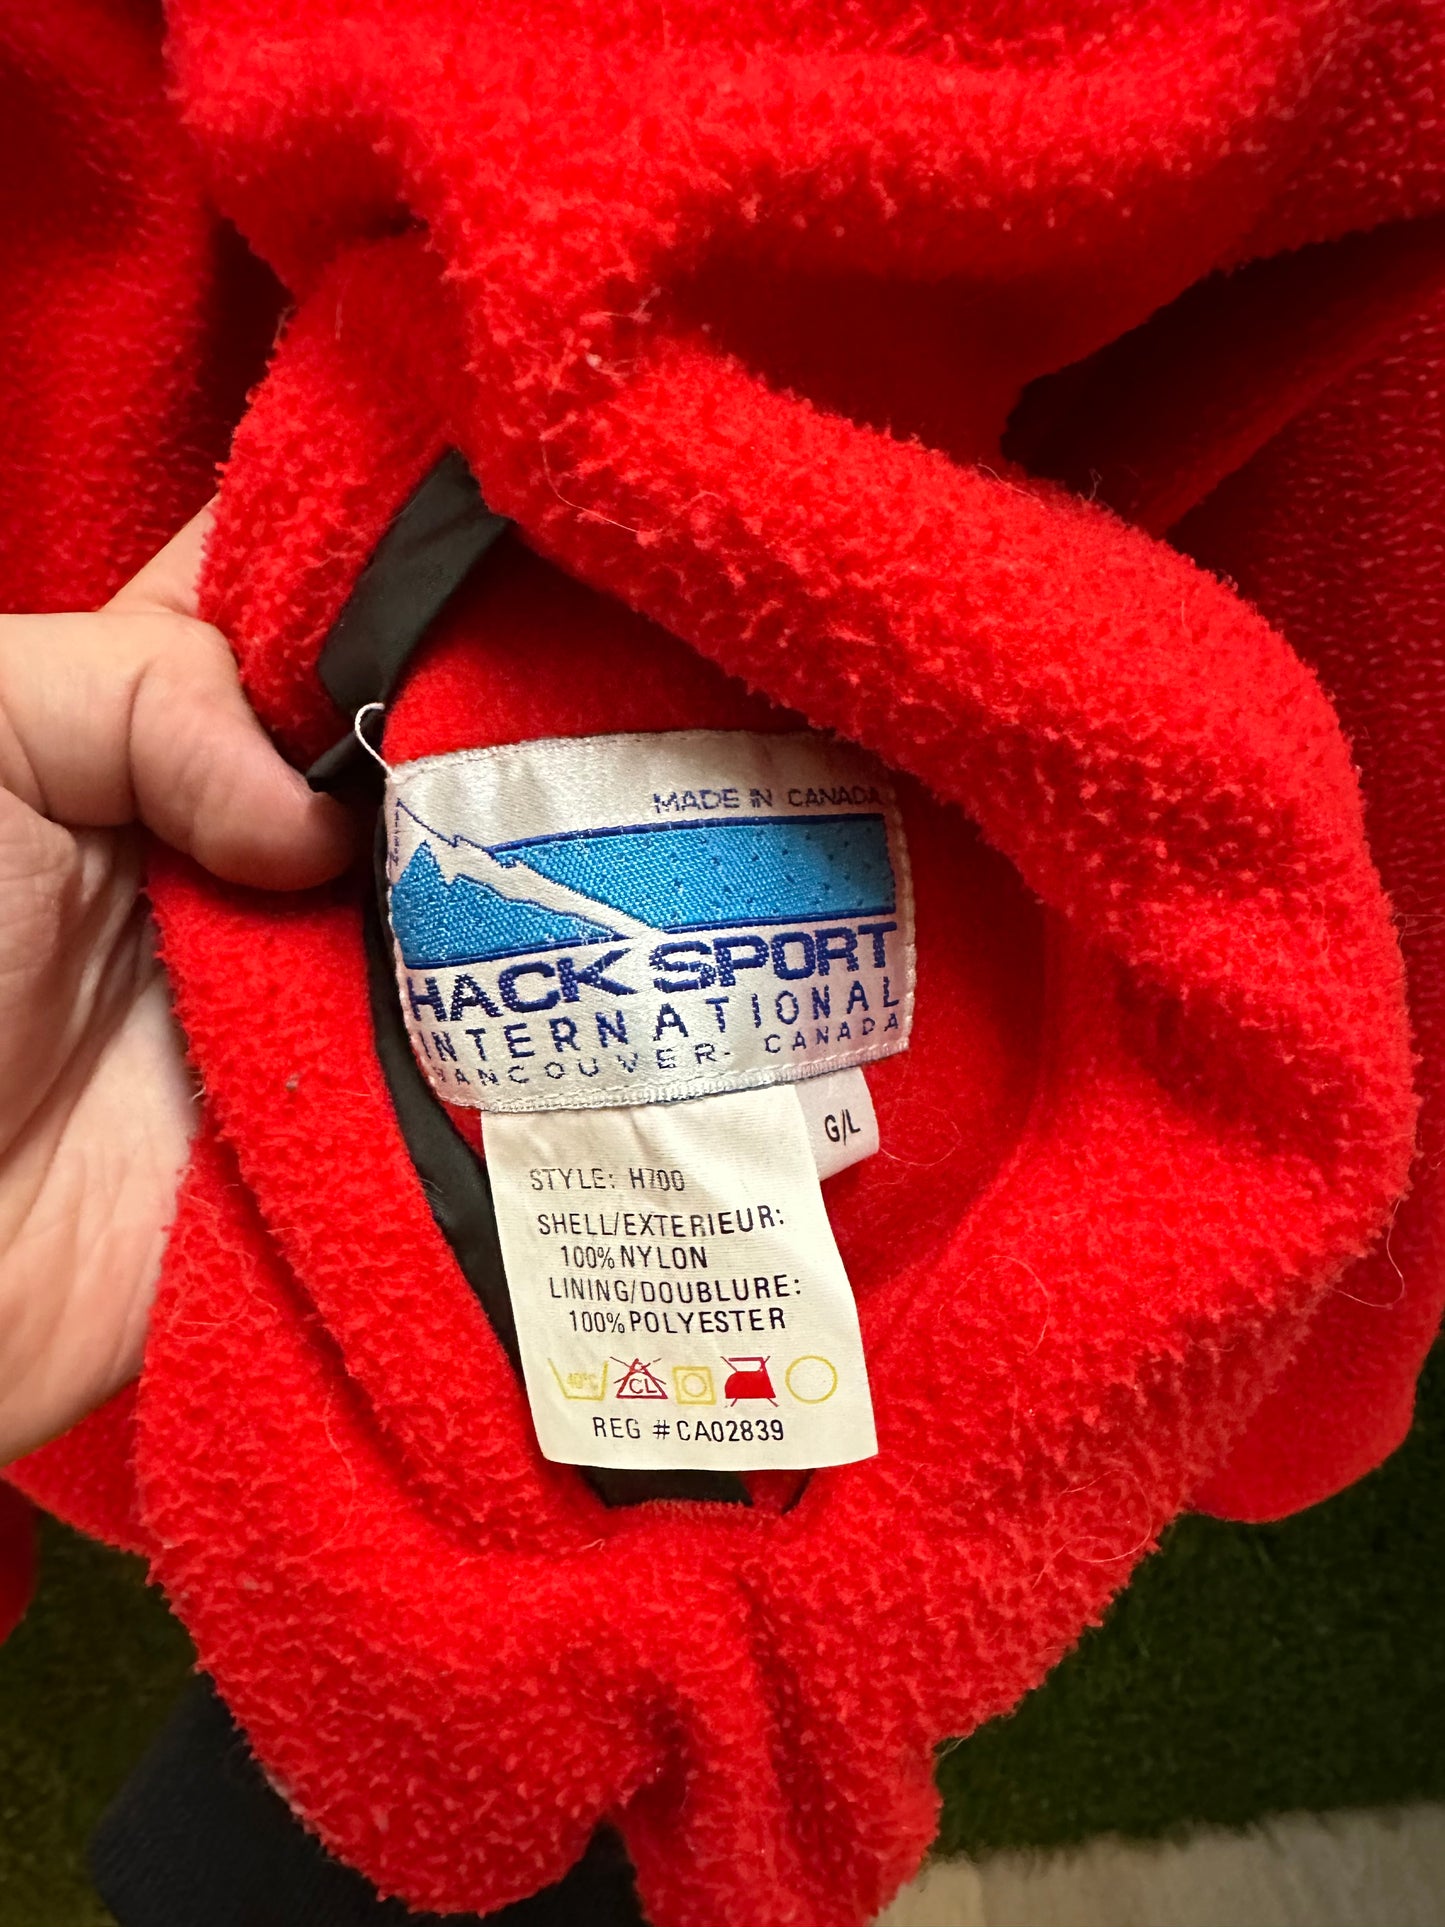 MADE IN CANADA
HACK SPORT
INTERNATIONAL
VANCOUVER - CANADA
G/L
STYLE: H700
SHELL/EXTERIEUR:
100% NYLON
LINING/DOUBLURE:
100% POLYESTER
40°C CL
REG # CA02839